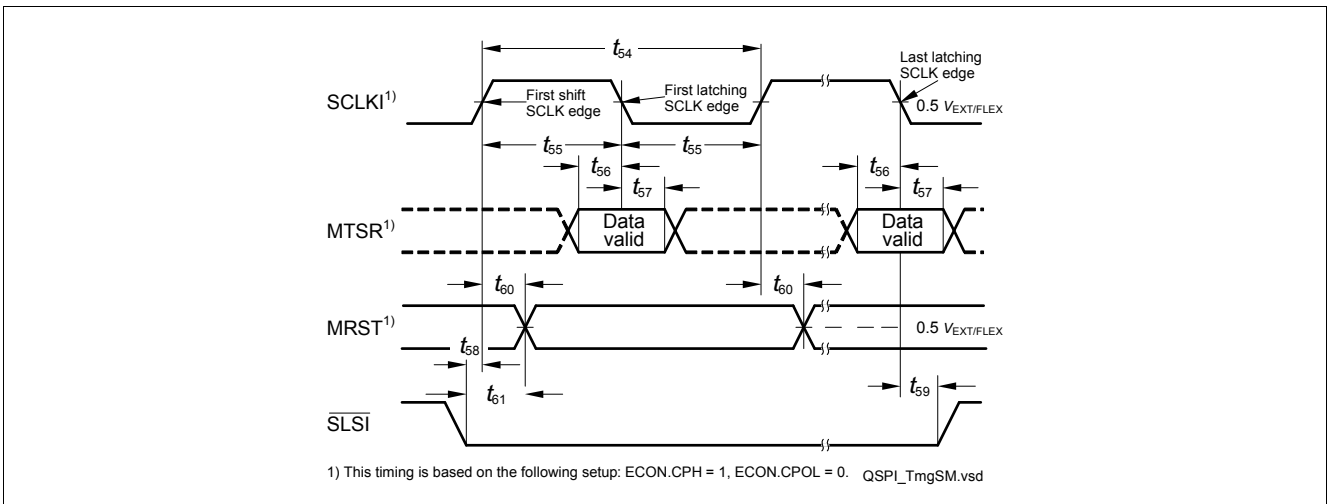 t54
SCLKI1)
First shift
SCLK edge
First latching
SCLK edge
Last latching
SCLK edge
0.5 VEXT/FLEX
t55
t55
t56
t57
t56
t57
MTSR1)
Data
valid
Data
valid
t60
t60
MRST1)
0.5 VEXT/FLEX
t58
t61
t59
SLSI
1) This timing is based on the following setup: ECON.CPH = 1, ECON.CPOL = 0.
QSPI_TmgSM.vsd